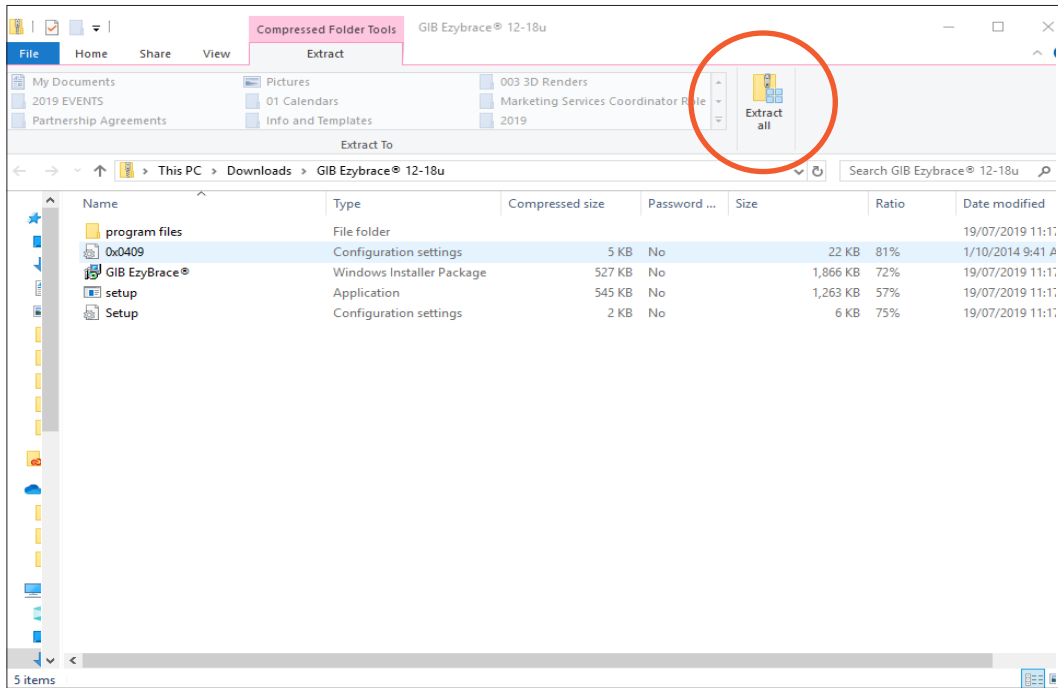 Compressed Folder Tools GIB Ezybrace® 12-18u
File Home Share View Extract
My Documents Pictures 003 3D Renders
2019 EVENTS 01 Calendars Marketing Services Coordinator Role
Partnership Agreements Info and Templates 2019
Extract all
Extract To
This PC > Downloads > GIB Ezybrace® 12-18u Search GIB Ezybrace® 12-18u
Name Type Compressed size Password ... Size Ratio Date modified
program files File folder 19/07/2019 11:17
0x0409 Configuration settings 5 KB No 22 KB 81% 1/10/2014 9:41 A
GIB EzyBrace® Windows Installer Package 527 KB No 1,866 KB 72% 19/07/2019 11:17
setup Application 545 KB No 1,263 KB 57% 19/07/2019 11:17
Setup Configuration settings 2 KB No 6 KB 75% 19/07/2019 11:17
5 items